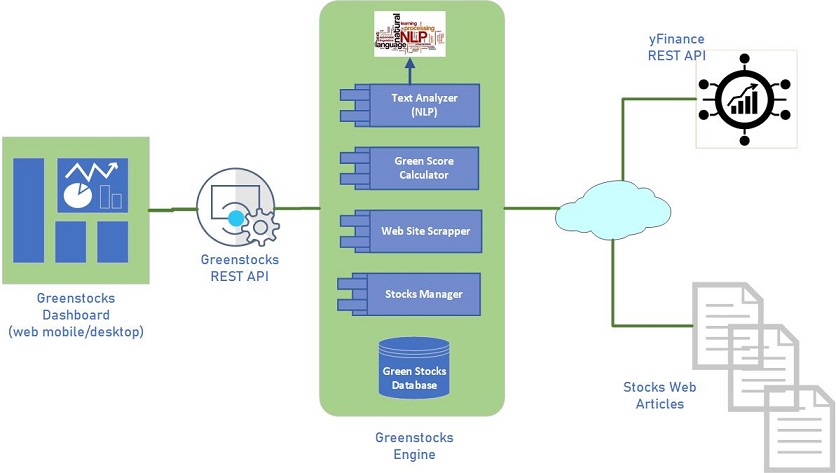 natural
language
learning
processing
NLP
Text Analyzer
(NLP)
Green Score
Calculator
Web Site Scrapper
Stocks Manager
Green Stocks
Database
Greenstocks
Engine
Greenstocks
Dashboard
(web mobile/desktop)
Greenstocks
REST API
yFinance
REST API
Stocks Web
Articles